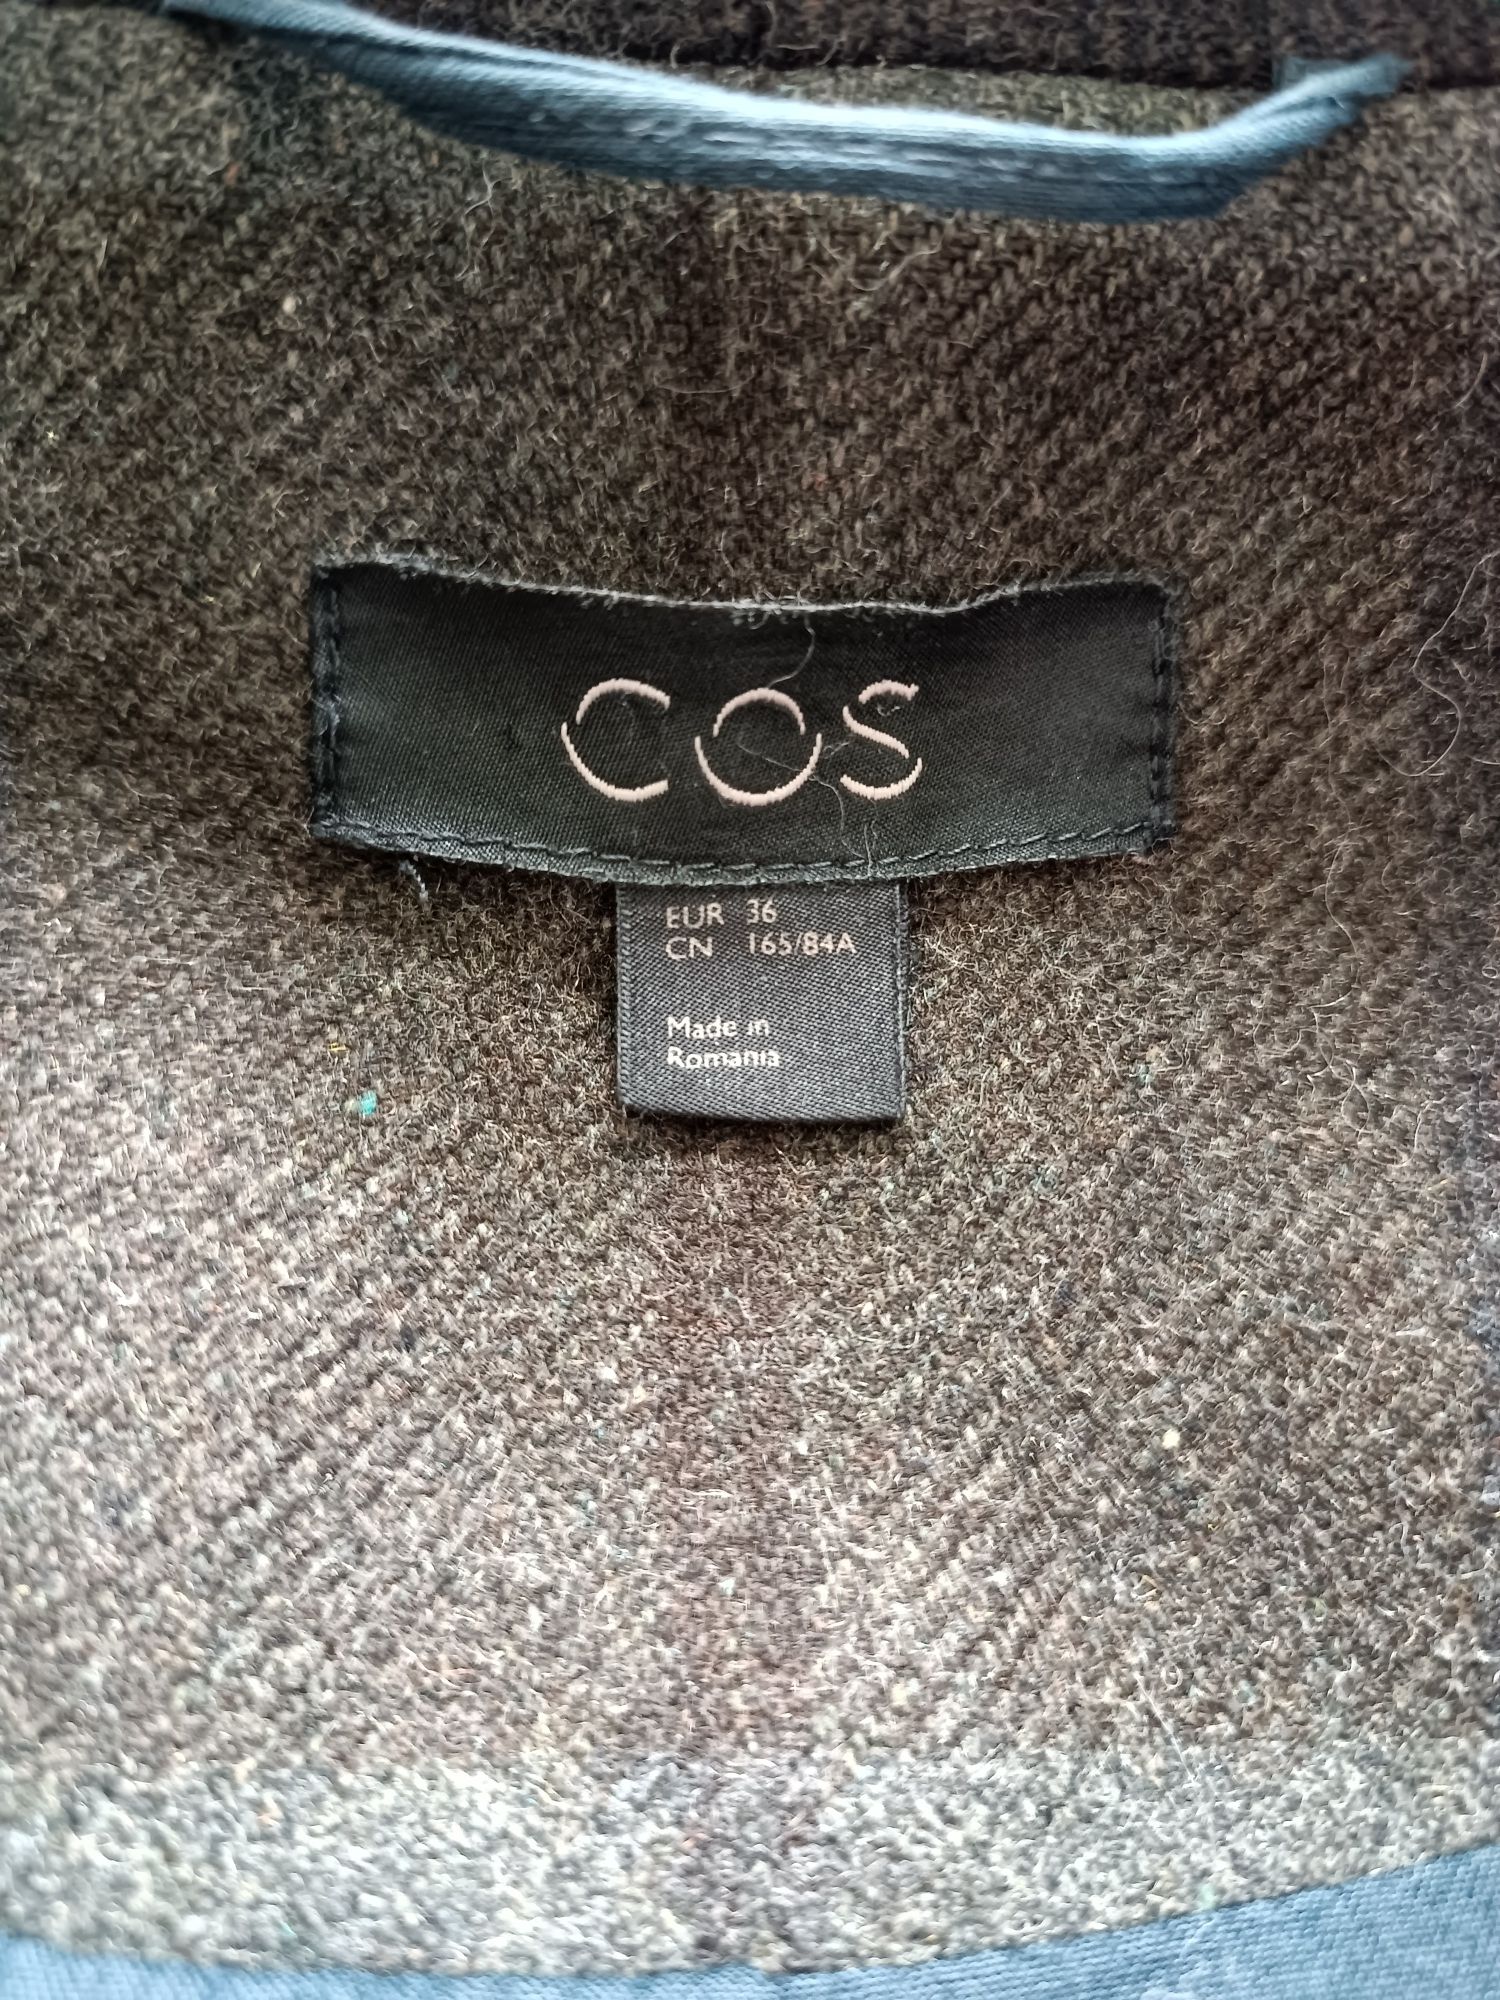 COS
EUR 36
CN 165/84A
Made in
Romania